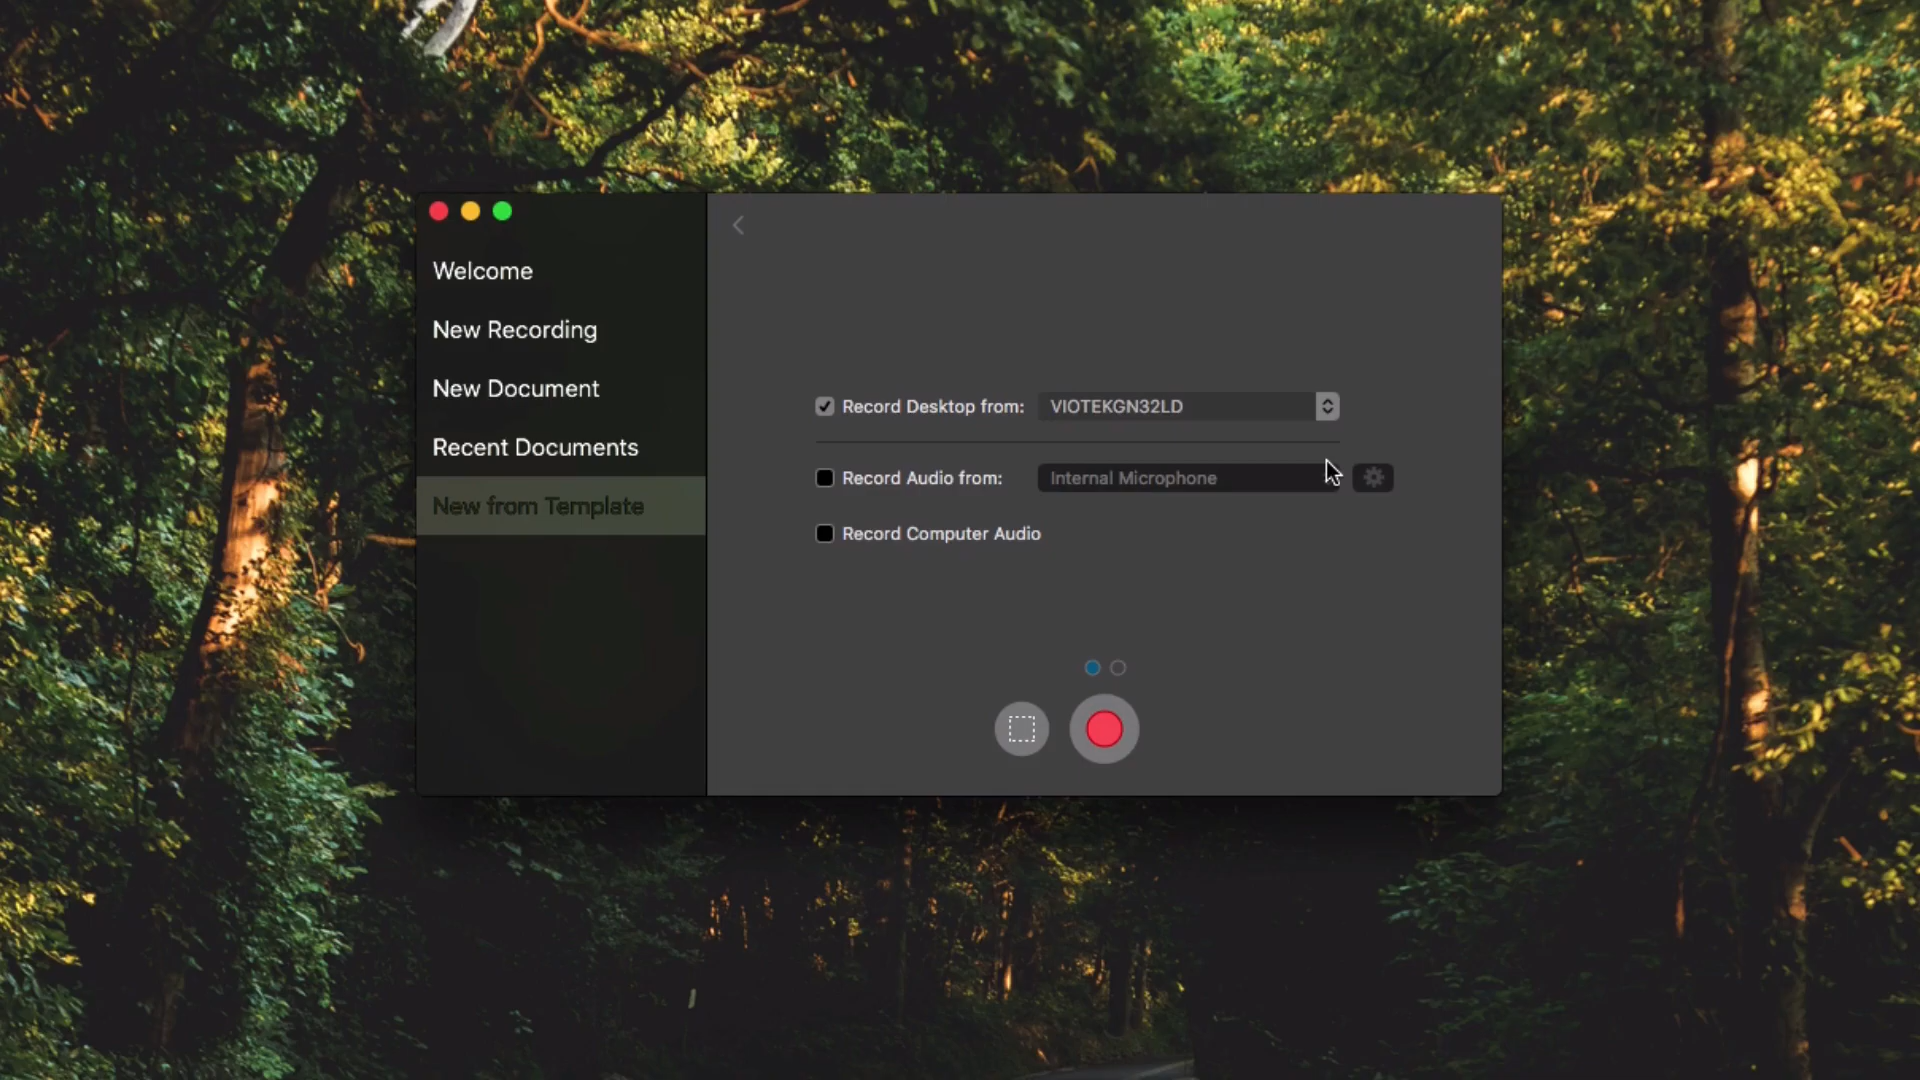 Welcome
New Recording
New Document
Recent Documents
New from Template
Record Desktop from: VIOTEKGN32LD
Record Audio from: Internal Microphone
Record Computer Audio